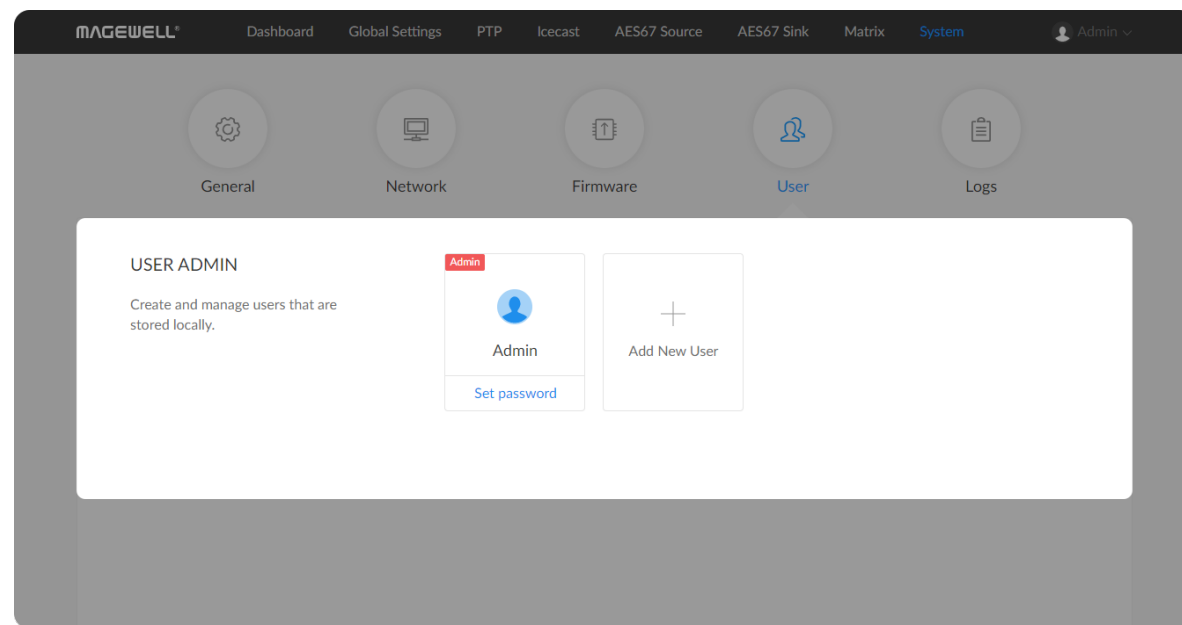 MAGEWELL®
Dashboard
Global Settings
PTP
Icecast
AES67 Source
AES67 Sink
Matrix
System
Admin
General
Network
Firmware
User
Logs
USER ADMIN
Create and manage users that are
stored locally.
Admin
Admin
Set password
Add New User